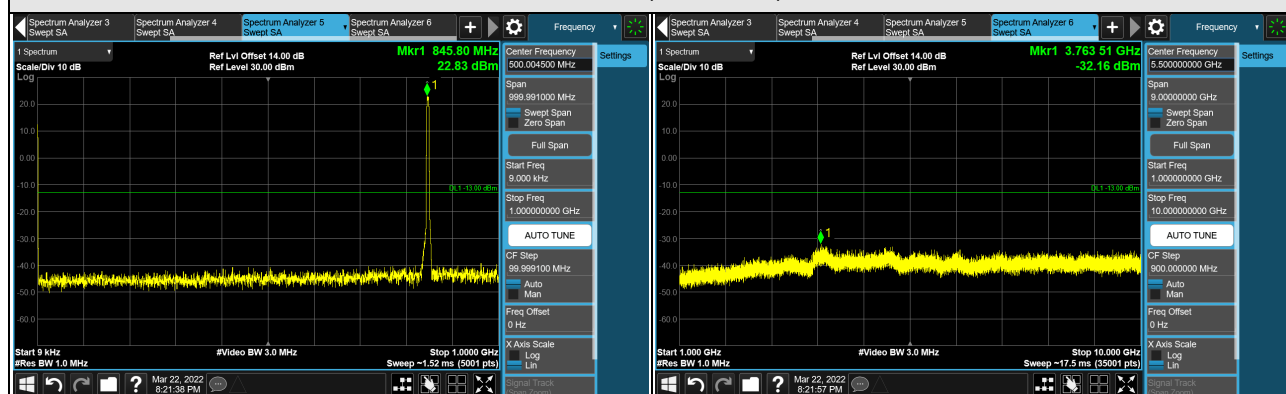 Spectrum Analyzer 3
Swept SA
Spectrum Analyzer 4
Swept SA
Spectrum Analyzer 5
Swept SA
Spectrum Analyzer 6
Swept SA
+
Frequency
1 Spectrum
Scale/Div 10 dB
Log
Ref Lvl Offset 14.00 dB
Ref Level 30.00 dBm
Mkr1 845.80 MHz
22.83 dBm
1
20.0
10.0
0.00
-10.0
-20.0
-30.0
-40.0
-50.0
-60.0
DL1 -13.00 dBm
Start 9 kHz
#Res BW 1.0 MHz
#Video BW 3.0 MHz
Stop 1.0000 GHz
Sweep ~1.52 ms (5001 pts)
Center Frequency
500.004500 MHz
Settings
Span
999.991000 MHz
Swept Span
Zero Span
Full Span
Start Freq
9.000 kHz
Stop Freq
1.000000000 GHz
AUTO TUNE
CF Step
99.999100 MHz
Auto
Man
Freq Offset
0 Hz
X Axis Scale
Log
Lin
Signal Track
(Span Zoom)
?
Mar 22, 2022
8:21:38 PM
Spectrum Analyzer 3
Swept SA
Spectrum Analyzer 4
Swept SA
Spectrum Analyzer 5
Swept SA
Spectrum Analyzer 6
Swept SA
+
Frequency
1 Spectrum
Scale/Div 10 dB
Log
Ref Lvl Offset 14.00 dB
Ref Level 30.00 dBm
Mkr1 3.763 51 GHz
-32.16 dBm
1
20.0
10.0
0.00
-10.0
-20.0
-30.0
-40.0
-50.0
-60.0
DL1 -13.00 dBm
Start 1.000 GHz
#Res BW 1.0 MHz
#Video BW 3.0 MHz
Stop 10.000 GHz
Sweep ~17.5 ms (35001 pts)
Center Frequency
5.500000000 GHz
Settings
Span
9.00000000 GHz
Swept Span
Zero Span
Full Span
Start Freq
1.000000000 GHz
Stop Freq
10.000000000 GHz
AUTO TUNE
CF Step
900.000000 MHz
Auto
Man
Freq Offset
0 Hz
X Axis Scale
Log
Lin
Signal Track
(Span Zoom)
?
Mar 22, 2022
8:21:57 PM